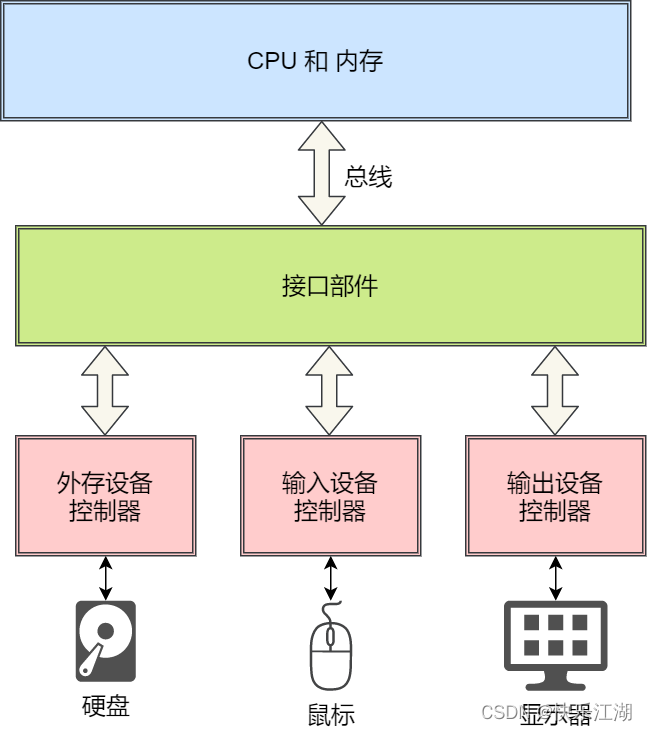 CPU 和 内存
总线
接口部件
外存设备
控制器
输入设备
控制器
输出设备
控制器
硬盘
鼠标
显示器
CSDN @快乐江湖